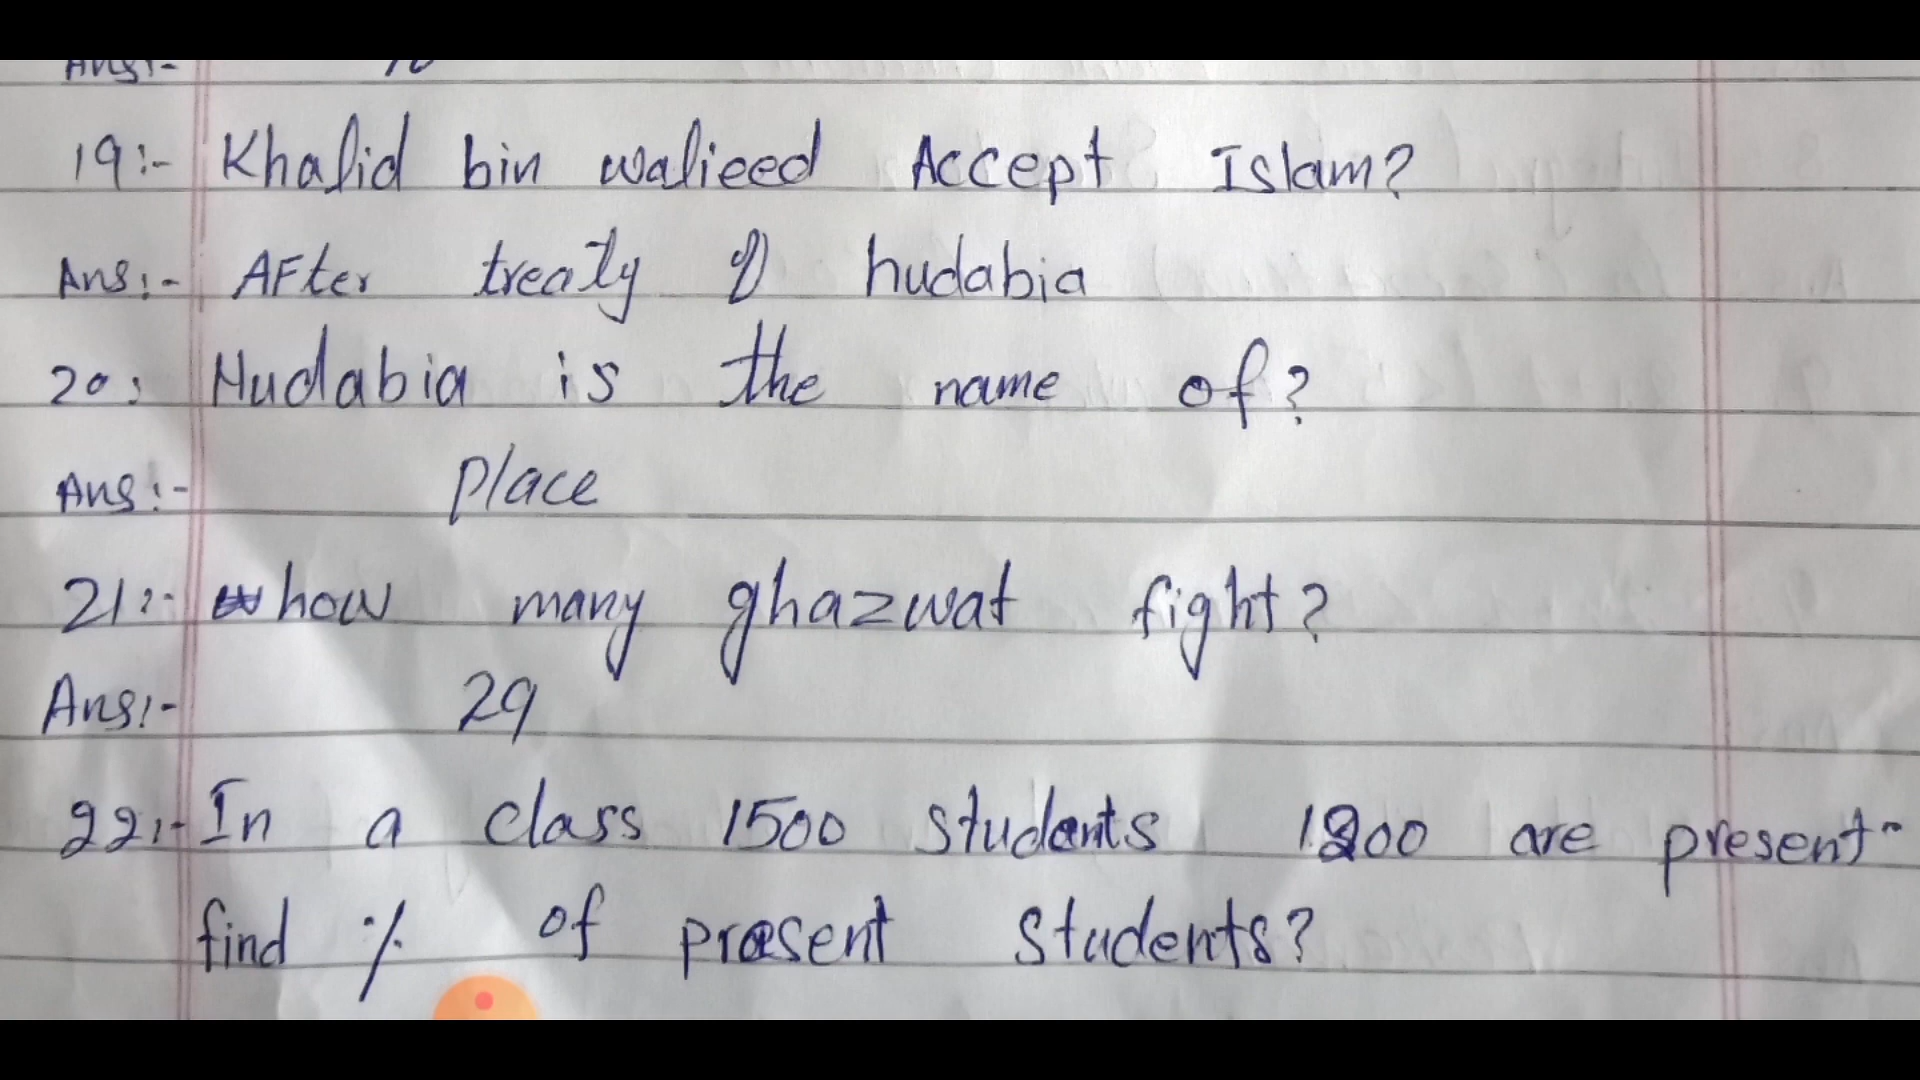 Ans:-
19:- Khalid bin walieed Accept Islam?
Ans:- AFter treaty of hudabia
20: Hudabia is the name of?
Ans:- place
21:- how many ghazwat fight?
Ans:- 29
22:- In a class 1500 students 1200 are present
find % of present students?